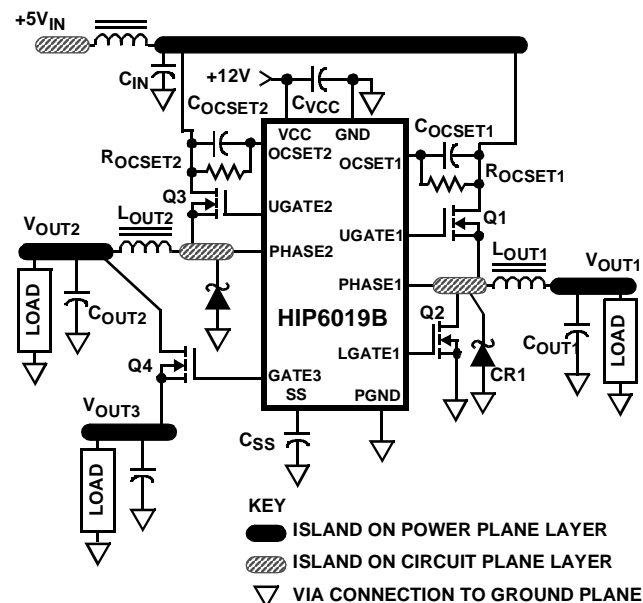 +5VIN
CIN
+12V
CVCC
COCSET2
COCSET1
VCC
GND
OCSET2
OCSET1
ROCSET2
ROCSET1
Q3
Q1
UGATE2
UGATE1
VOUT2
LOUT2
LOUT1
VOUT1
PHASE2
PHASE1
HIP6019B
LOAD
COUT2
Q2
COUT1
LOAD
Q4
LGATE1
CR1
GATE3
SS
PGND
VOUT3
CSS
LOAD
KEY
ISLAND ON POWER PLANE LAYER
ISLAND ON CIRCUIT PLANE LAYER
VIA CONNECTION TO GROUND PLANE